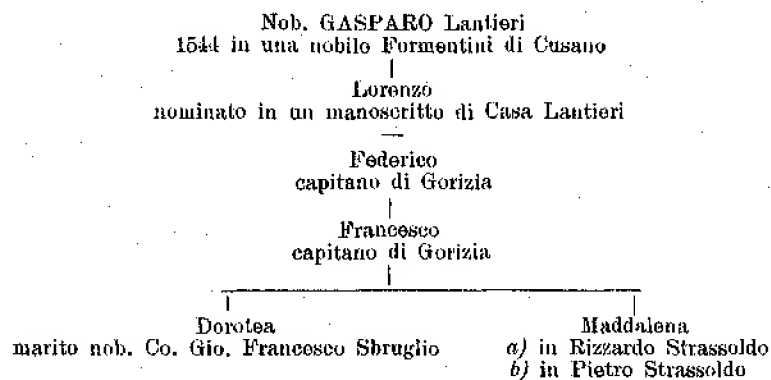 Nob. GASPARO Lantieri
1544 in una nobile Formentini di Cusano
Lorenzo
nominato in un manoscritto di Casa Lantieri
Federico
capitano di Gorizia
Francesco
capitano di Gorizia
Dorotea
marito nob. Co. Gio. Francesco Sbruglio
Maddalena
a) in Rizzardo Strassoldo
b) in Pietro Strassoldo